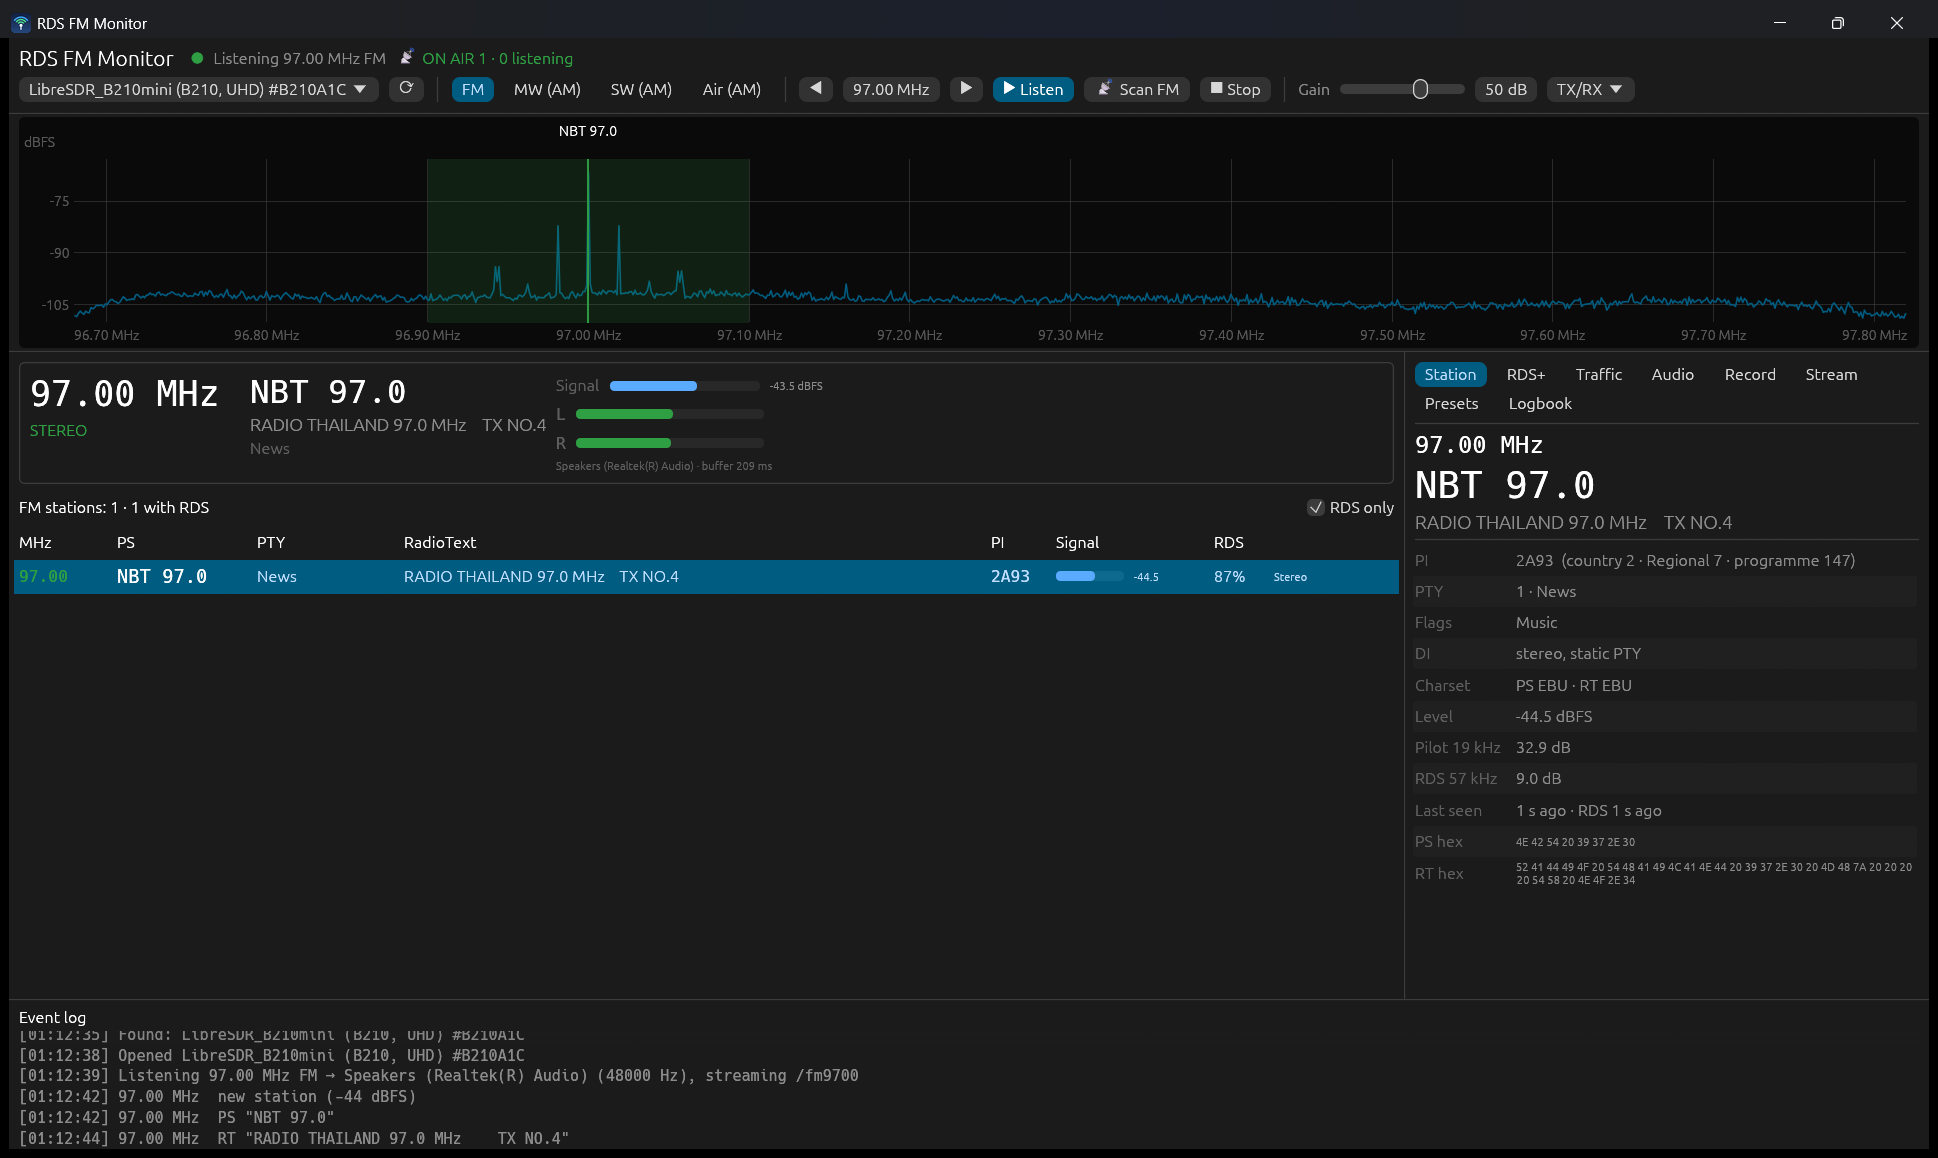 RDS FM Monitor
RDS FM Monitor Listening 97.00 MHz FM ON AIR 1 · 0 listening
LibreSDR_B210mini (B210, UHD) #B210A1C FM MW (AM) SW (AM) Air (AM) 97.00 MHz Listen Scan FM Stop Gain 50 dB TX/RX
NBT 97.0
dBFS
-75
-90
-105
96.70 MHz 96.80 MHz 96.90 MHz 97.00 MHz 97.10 MHz 97.20 MHz 97.30 MHz 97.40 MHz 97.50 MHz 97.60 MHz 97.70 MHz 97.80 MHz
97.00 MHz NBT 97.0 Signal -43.5 dBFS
STEREO RADIO THAILAND 97.0 MHz TX NO.4 L
News R
Speakers (Realtek(R) Audio) · buffer 209 ms
FM stations: 1 · 1 with RDS RDS only
MHz PS PTY RadioText PI Signal RDS
97.00 NBT 97.0 News RADIO THAILAND 97.0 MHz TX NO.4 2A93 -44.5 87% Stereo
Station RDS+ Traffic Audio Record Stream
Presets Logbook
97.00 MHz
NBT 97.0
RADIO THAILAND 97.0 MHz TX NO.4
PI 2A93 (country 2 · Regional 7 · programme 147)
PTY 1 · News
Flags Music
DI stereo, static PTY
Charset PS EBU · RT EBU
Level -44.5 dBFS
Pilot 19 kHz 32.9 dB
RDS 57 kHz 9.0 dB
Last seen 1 s ago · RDS 1 s ago
PS hex 4E 42 54 20 39 37 2E 30
RT hex 52 41 44 49 4F 20 54 48 41 49 4C 41 4E 44 20 39 37 2E 30 20 4D 48 7A 20 20 20
20 54 58 20 4E 4F 2E 34
Event log
[01:12:35] Found: LibreSDR_B210mini (B210, UHD) #B210A1C
[01:12:38] Opened LibreSDR_B210mini (B210, UHD) #B210A1C
[01:12:39] Listening 97.00 MHz FM → Speakers (Realtek(R) Audio) (48000 Hz), streaming /fm9700
[01:12:42] 97.00 MHz new station (-44 dBFS)
[01:12:42] 97.00 MHz PS "NBT 97.0"
[01:12:44] 97.00 MHz RT "RADIO THAILAND 97.0 MHz TX NO.4"